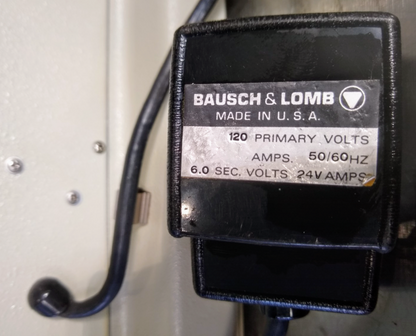 BAUSCH & LOMB
MADE IN U.S.A.
120 PRIMARY VOLTS
AMPS. 50/60HZ
6.0 SEC. VOLTS 24V AMPS